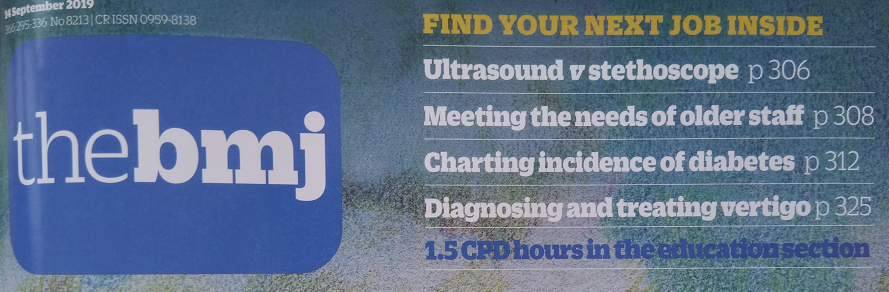 14 September 2019
366:295-336 No 8213 | CR ISSN 0959-8138
thebmj
FIND YOUR NEXT JOB INSIDE
Ultrasound v stethoscope p 306
Meeting the needs of older staff p 308
Charting incidence of diabetes p 312
Diagnosing and treating vertigo p 325
1.5 CPD hours in the education section